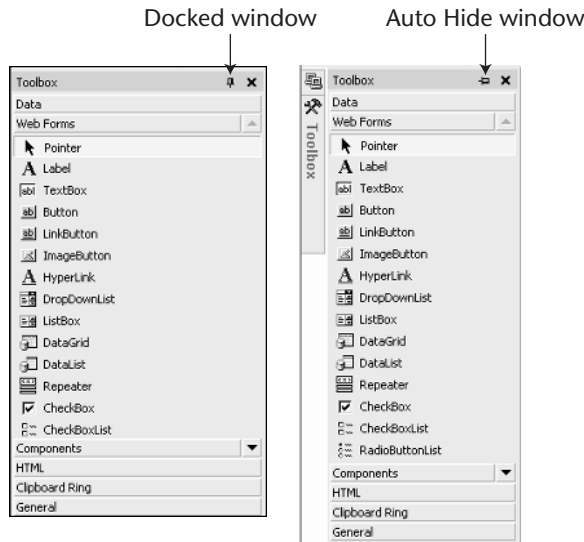 Docked window
Auto Hide window
Toolbox
Data
Web Forms
Pointer
Label
TextBox
Button
LinkButton
ImageButton
HyperLink
DropDownList
ListBox
DataGrid
DataList
Repeater
CheckBox
CheckBoxList
Components
HTML
Clipboard Ring
General
Toolbox
Toolbox
Data
Web Forms
Pointer
Label
TextBox
Button
LinkButton
ImageButton
HyperLink
DropDownList
ListBox
DataGrid
DataList
Repeater
CheckBox
CheckBoxList
RadioButtonList
Components
HTML
Clipboard Ring
General